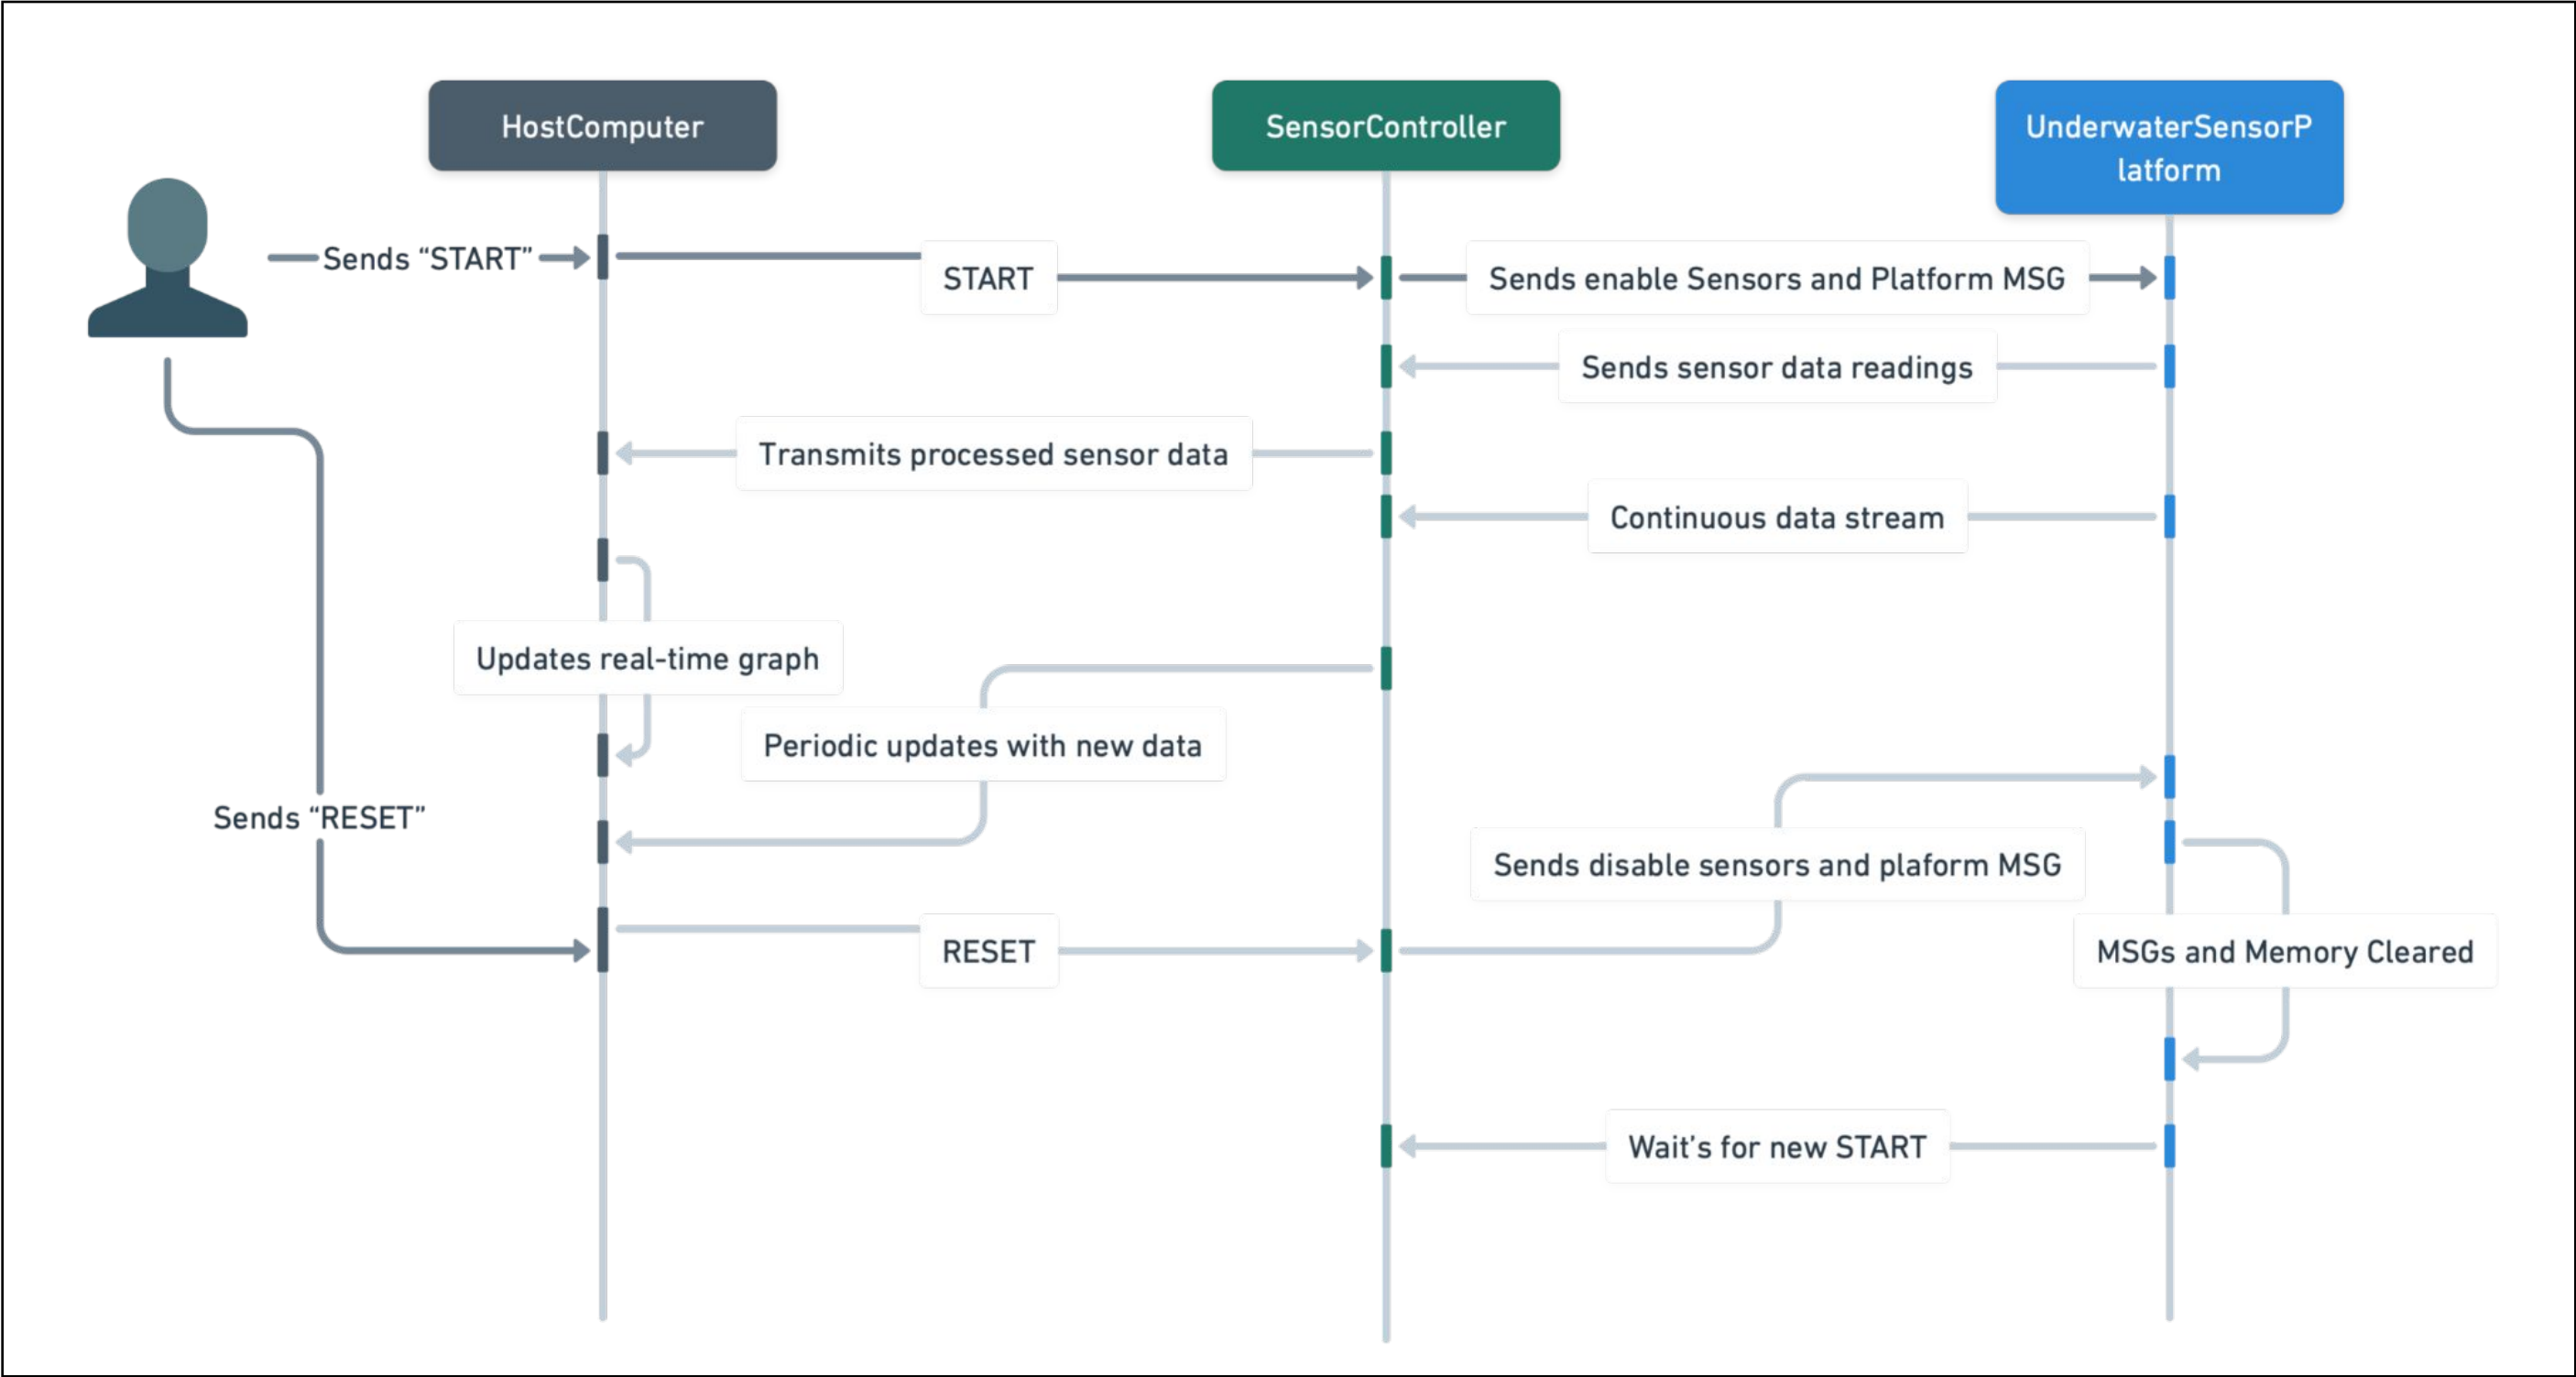 HostComputer
SensorController
UnderwaterSensorP
latform
Sends “START”
START
Sends enable Sensors and Platform MSG
Sends sensor data readings
Transmits processed sensor data
Continuous data stream
Updates real-time graph
Periodic updates with new data
Sends “RESET”
Sends disable sensors and plaform MSG
RESET
MSGs and Memory Cleared
Wait’s for new START